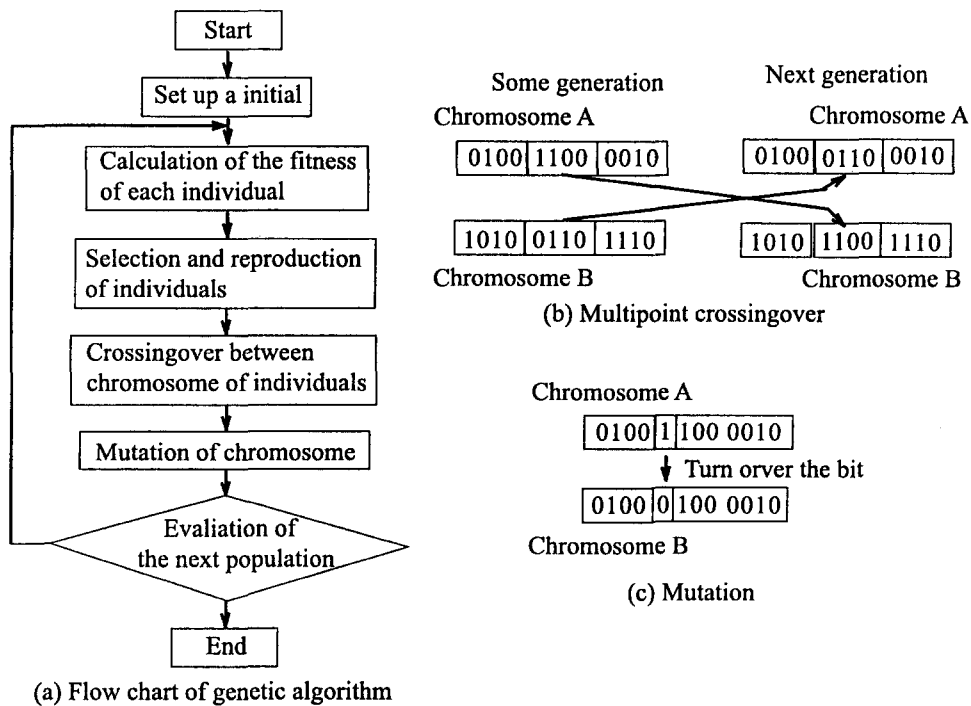 Start
Set up a initial
Calculation of the fitness
of each individual
Selection and reproduction
of individuals
Crossingover between
chromosome of individuals
Mutation of chromosome
Evaliation of
the next population
End
(a) Flow chart of genetic algorithm
Some generation
Next generation
Chromosome A
Chromosome A
0100 1100 0010
0100 0110 0010
1010 0110 1110
1010 1100 1110
Chromosome B
Chromosome B
(b) Multipoint crossingover
Chromosome A
0100 1 100 0010
Turn orver the bit
0100 0 100 0010
Chromosome B
(c) Mutation